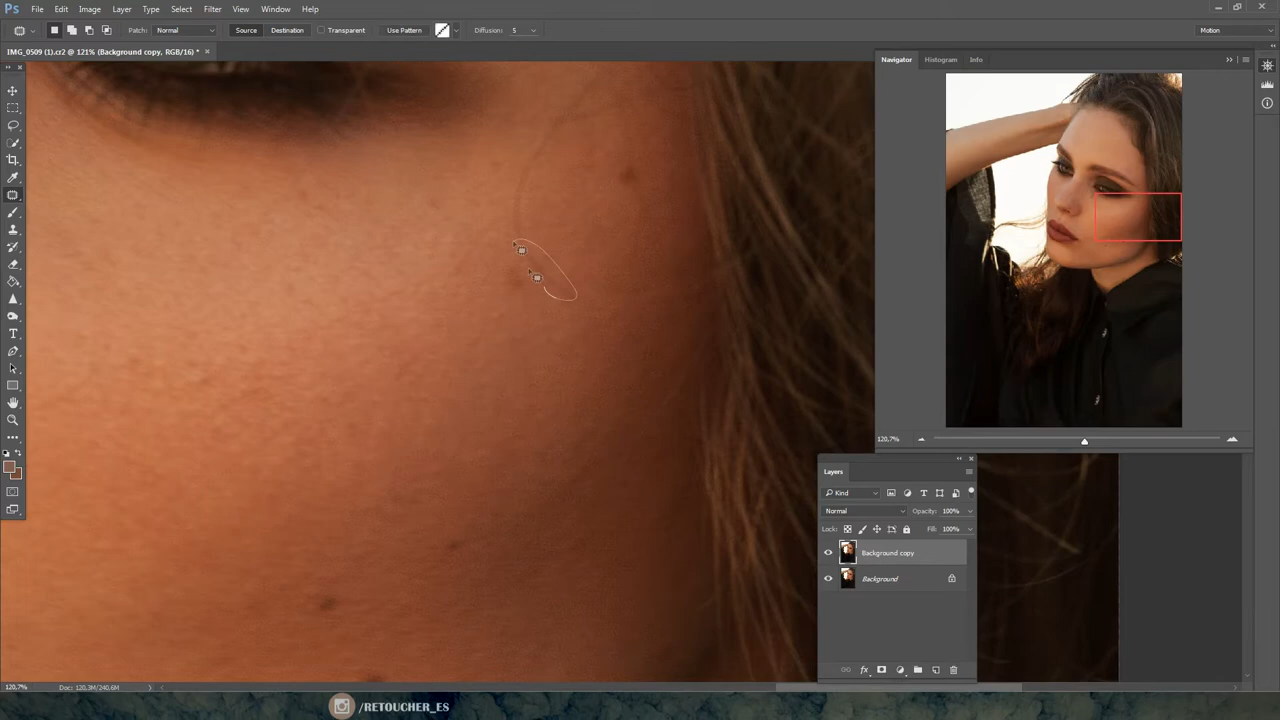 Ps File Edit Image Layer Type Select Filter View Window Help
Patch: Normal Source Destination Transparent Use Pattern Diffusion: 5 Motion
IMG_0509 (1).cr2 @ 121% (Background copy, RGB/16) * ×
Navigator Histogram Info
120,7%
Layers
Kind
Normal Opacity: 100%
Lock: Fill: 100%
Background copy
Background
fx
120,7% Doc: 120,3M/240,6M
/RETOUCHER_ES